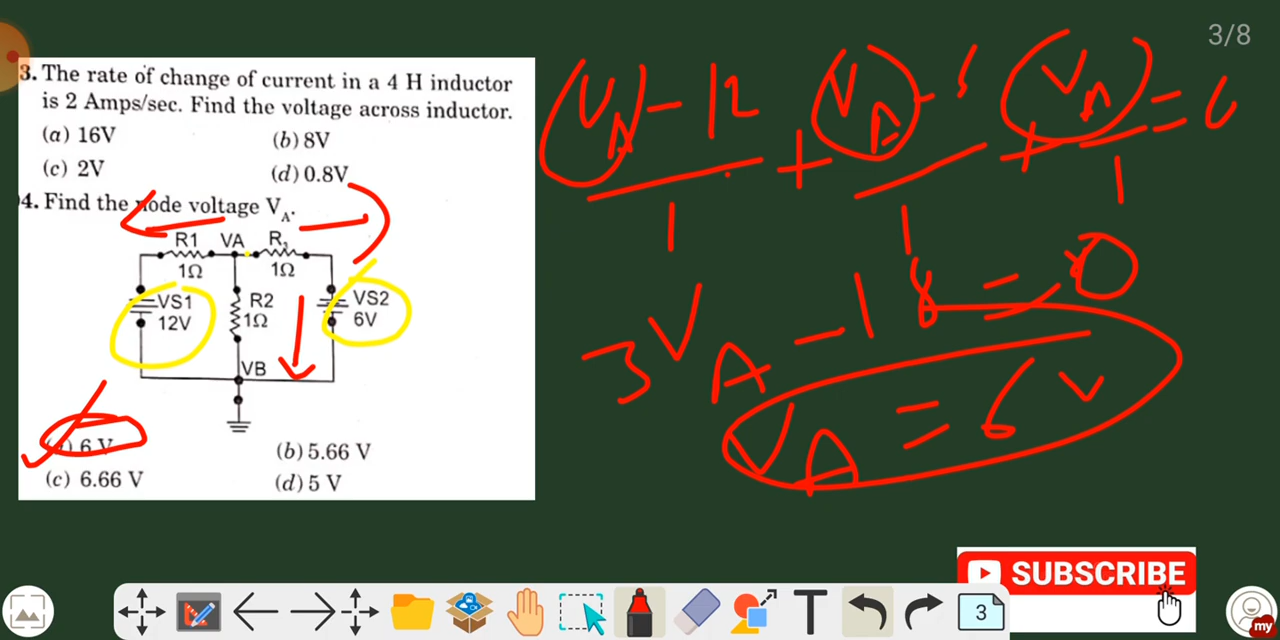 3/8
3. The rate of change of current in a 4 H inductor
is 2 Amps/sec. Find the voltage across inductor.
(a) 16V (b) 8V
(c) 2V (d) 0.8V
4. Find the node voltage VA.
R1 VA R
1Ω 1Ω
VS1 R2 VS2
12V 1Ω 6V
VB
6 V (b) 5.66 V
(c) 6.66 V (d) 5 V
VA - 12 + VA - + VA = 0
1 1 1
3VA - 18 = 0
VA = 6 V
SUBSCRIBE
T
3
my